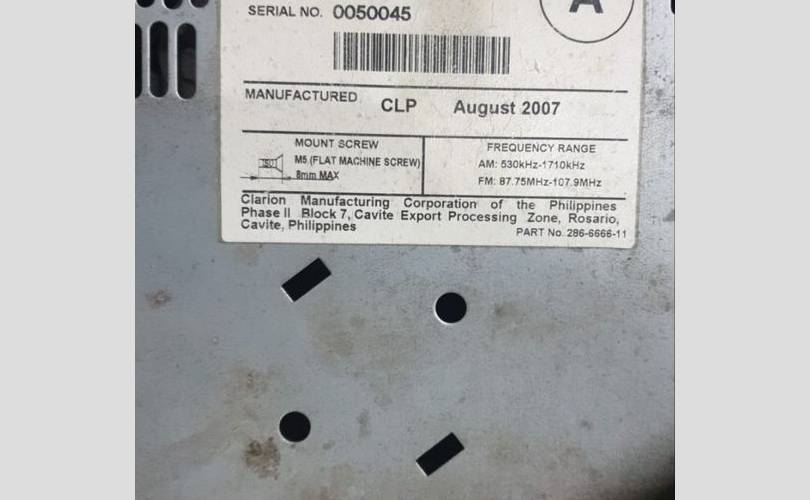 SERIAL NO. 0050045
A
MANUFACTURED CLP August 2007
MOUNT SCREW
M5 (FLAT MACHINE SCREW)
8mm MAX
FREQUENCY RANGE
AM: 530kHz-1710kHz
FM: 87.75MHz-107.9MHz
Clarion Manufacturing Corporation of the Philippines
Phase II Block 7, Cavite Export Processing Zone, Rosario,
Cavite, Philippines
PART No. 286-6666-11